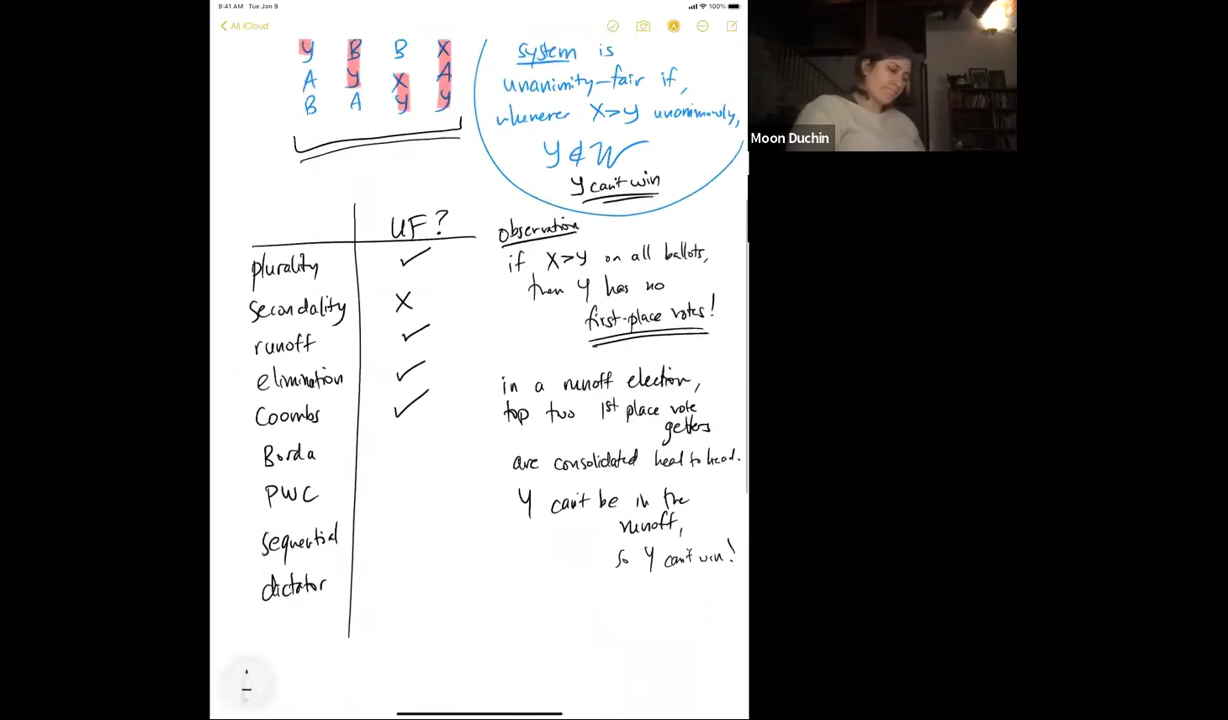 9:41 AM Tue Jan 9
100%
All iCloud
Y B B X
A Y X A
B A Y Y
system is
unanimity-fair if,
whenever X>Y unanimously,
Y ∉ W
Y can't win
UF?
plurality ✓
secondality X
runoff ✓
elimination ✓
Coombs ✓
Borda
PWC
sequential
dictator
observation
if X>Y on all ballots,
then Y has no
first-place votes!
in a runoff election,
top two 1st place vote
getters
are consolidated head to head.
Y can't be in the
runoff,
so Y can't win!
Moon Duchin